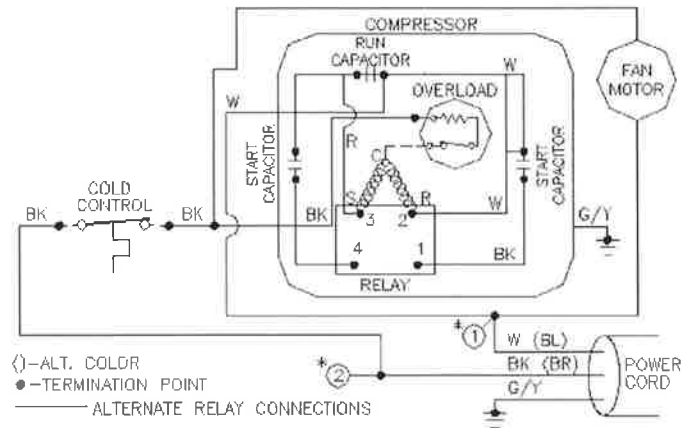 COMPRESSOR
RUN
CAPACITOR
W
W
OVERLOAD
FAN
MOTOR
START
CAPACITOR
R
C
START
CAPACITOR
COLD
CONTROL
BK
BK
BK
S
R
3
2
W
G/Y
4
1
BK
RELAY
*
1
W (BL)
*
2
BK (BR)
POWER
CORD
G/Y
()-ALT. COLOR
●-TERMINATION POINT
ALTERNATE RELAY CONNECTIONS